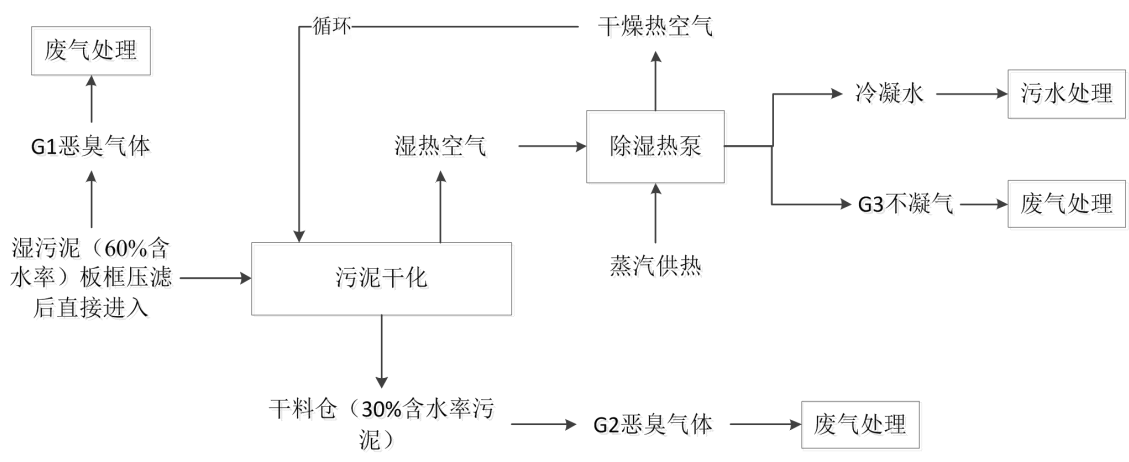 循环
干燥热空气
废气处理
冷凝水
污水处理
G1恶臭气体
湿热空气
除湿热泵
G3不凝气
废气处理
湿污泥（60%含
水率）板框压滤
后直接进入
污泥干化
蒸汽供热
干料仓（30%含水率污
泥）
G2恶臭气体
废气处理